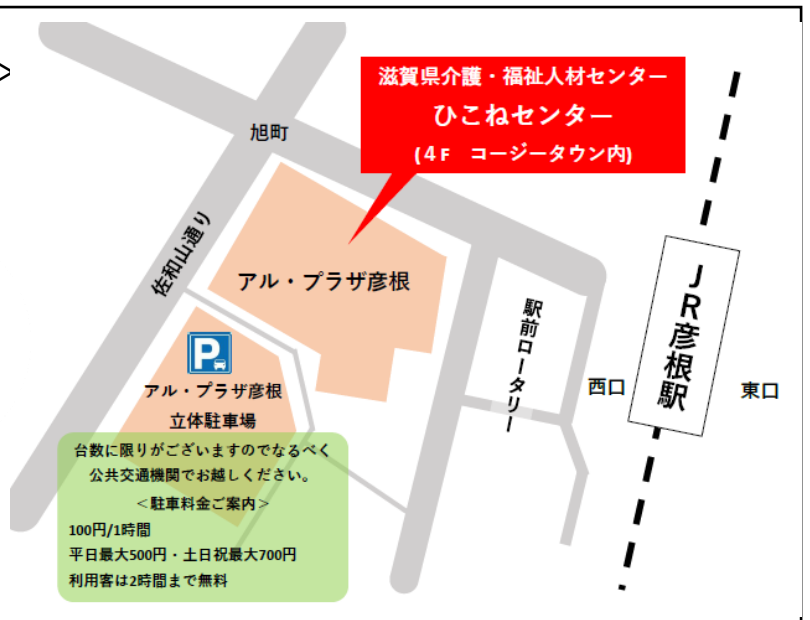 >
滋賀県介護・福祉人材センター
ひこねセンター
(4F コージータウン内)
旭町
佐和山通り
アル・プラザ彦根
駅前ロータリー
JR彦根駅
西口
東口
P
アル・プラザ彦根
立体駐車場
台数に限りがございますのでなるべく
公共交通機関でお越しください。
<駐車料金ご案内>
100円/1時間
平日最大500円・土日祝最大700円
利用客は2時間まで無料